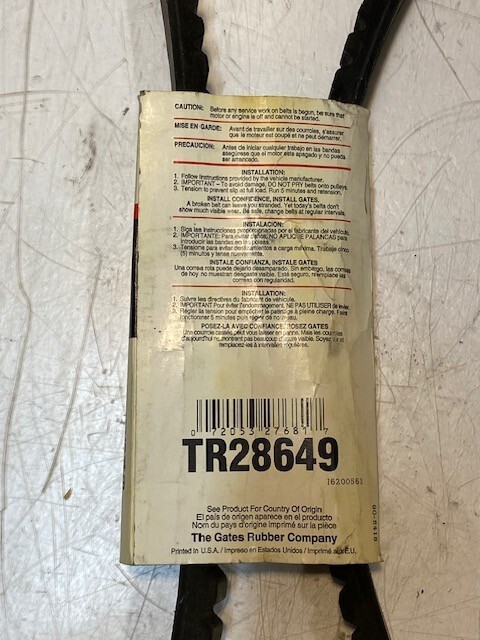 CAUTION: Before any service work on belts is begun, be sure that
motor or engine is off and cannot be started.
MISE EN GARDE: Avant de travailler sur des courroies, s'assurer
que le moteur est coupé et ne peut démarrer.
PRECAUCION: Antes de iniciar cualquier trabajo en las bandas
asegúrese que el motor este apagado y no pueda
ser arrancado.
INSTALLATION:
1. Follow Instructions provided by the vehicle manufacturer.
2. IMPORTANT – To avoid damage, DO NOT PRY belts onto pulleys.
3. Tension to prevent slip at full load. Run 5 minutes and retension.
INSTALL CONFIDENCE, INSTALL GATES.
A broken belt can leave you stranded. Yet today's belts don't
show much visible wear. Be safe, change belts at regular intervals.
INSTALACION:
1. Siga las instrucciones proporcionadas por el fabricante del vehículo.
2. IMPORTANTE: Para evitar daños, NO APLIQUE PALANCAS para
introducir las bandas en las poleas.
3. Tensione para evitar deslizamientos a carga máxima. Trabaje cinco
(5) minutos y tense nuevamente.
INSTALE CONFIANZA, INSTALE GATES
Una correa rota puede dejarlo desamparado. Sin embargo, las correas
de hoy no muestran desgaste visible. Esté seguro, reemplace las
correas con regularidad.
INSTALLATION:
1. Suivre les directives du fabricant de véhicule.
2. IMPORTANT Pour éviter l'endommagement, NE PAS UTILISER de levier.
3. Régler la tension pour empêcher le patinage à pleine charge. Faire
fonctionner 5 minutes puis régler de nouveau.
POSEZ-LA AVEC CONFIANCE, POSEZ GATES
Une courroie cassée peut vous laisser en panne. Mais les courroies
d'aujourd'hui ne montrent pas beaucoup d'usure visible. Soyez sûr et
remplacez-les à intervalles réguliers.
0 72053 27681 7
TR28649
16200561
See Product For Country Of Origin
El país de origen aparece en el producto
Nom du pays d'origine imprimé sur la pièce
The Gates Rubber Company
Printed in U.S.A. / Impreso en Estados Unidos / Imprimé aux É.U.